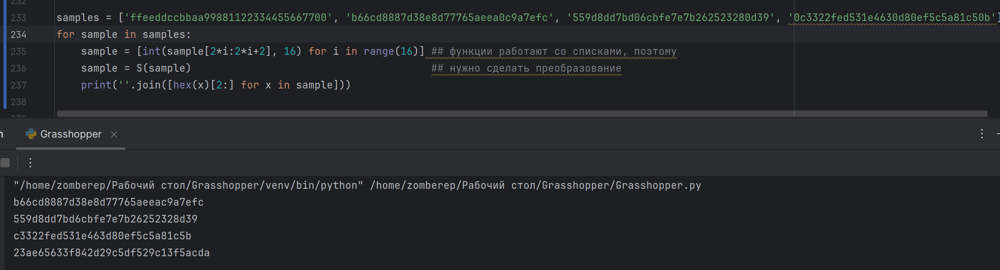 232
233 samples = ['ffeeddccbbaa99881122334455667700', 'b66cd8887d38e8d77765aeea0c9a7efc', '559d8dd7bd06cbfe7e7b262523280d39', '0c3322fed531e4630d80ef5c5a81c50b']
234 for sample in samples:
235 sample = [int(sample[2*i:2*i+2], 16) for i in range(16)] ## функции работают со списками, поэтому
236 sample = S(sample) ## нужно сделать преобразование
237 print(''.join([hex(x)[2:] for x in sample]))
238
239
n Grasshopper
"/home/zomberep/Рабочий стол/Grasshopper/venv/bin/python" /home/zomberep/Рабочий стол/Grasshopper/Grasshopper.py
b66cd8887d38e8d77765aeeac9a7efc
559d8dd7bd6cbfe7e7b26252328d39
c3322fed531e463d80ef5c5a81c5b
23ae65633f842d29c5df529c13f5acda